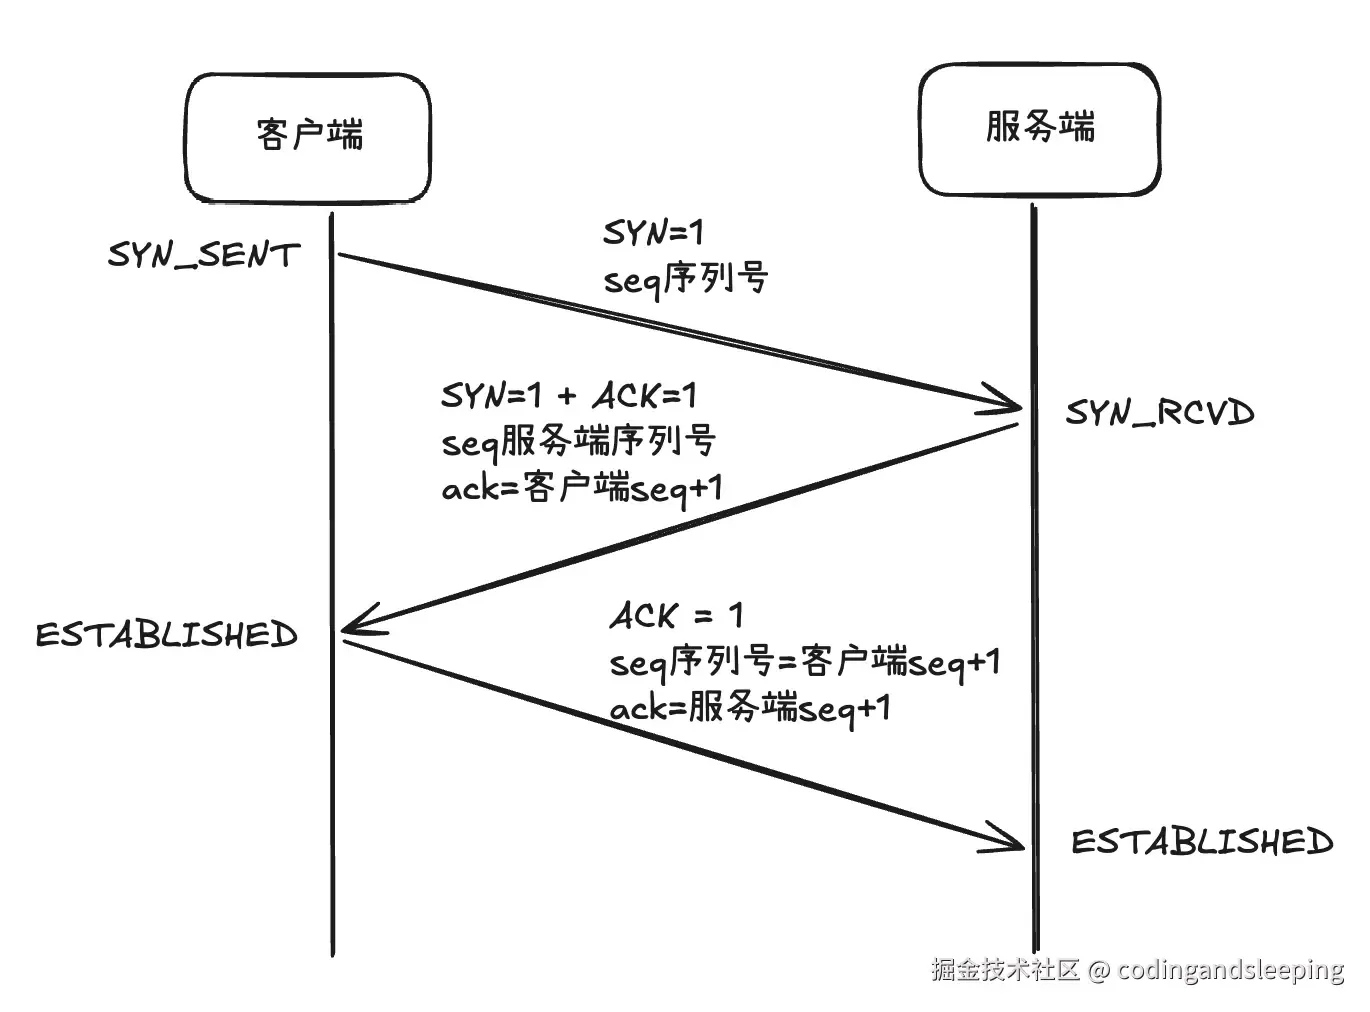 客户端
服务端
SYN_SENT
SYN=1
seq序列号
SYN=1 + ACK=1
seq服务端序列号
ack=客户端seq+1
SYN_RCVD
ESTABLISHED
ACK = 1
seq序列号=客户端seq+1
ack=服务端seq+1
ESTABLISHED
掘金技术社区 @ codingandsleeping